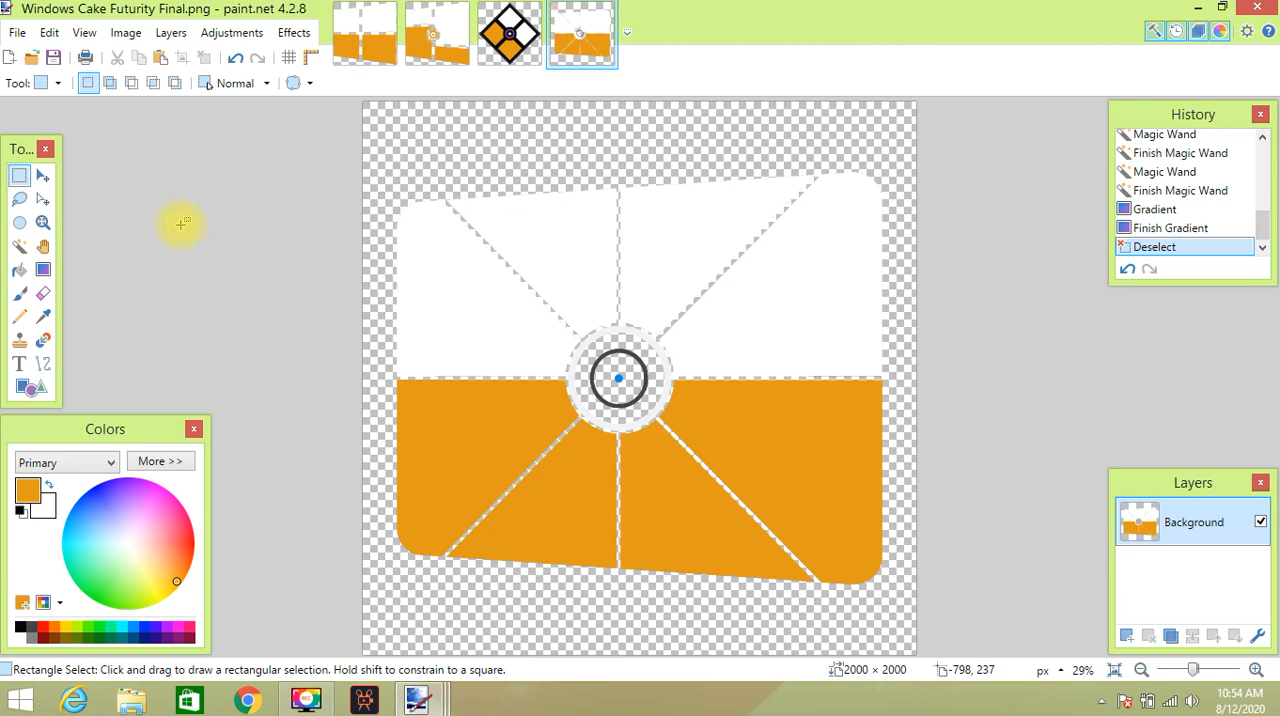 Windows Cake Futurity Final.png - paint.net 4.2.8
File Edit View Image Layers Adjustments Effects
Tool: Normal
To...
History
Magic Wand
Finish Magic Wand
Magic Wand
Finish Magic Wand
Gradient
Finish Gradient
Deselect
Colors
Primary More >>
Layers
Background
Rectangle Select: Click and drag to draw a rectangular selection. Hold shift to constrain to a square. 2000 × 2000 -798, 237 px 29%
REC
10:54 AM
8/12/2020